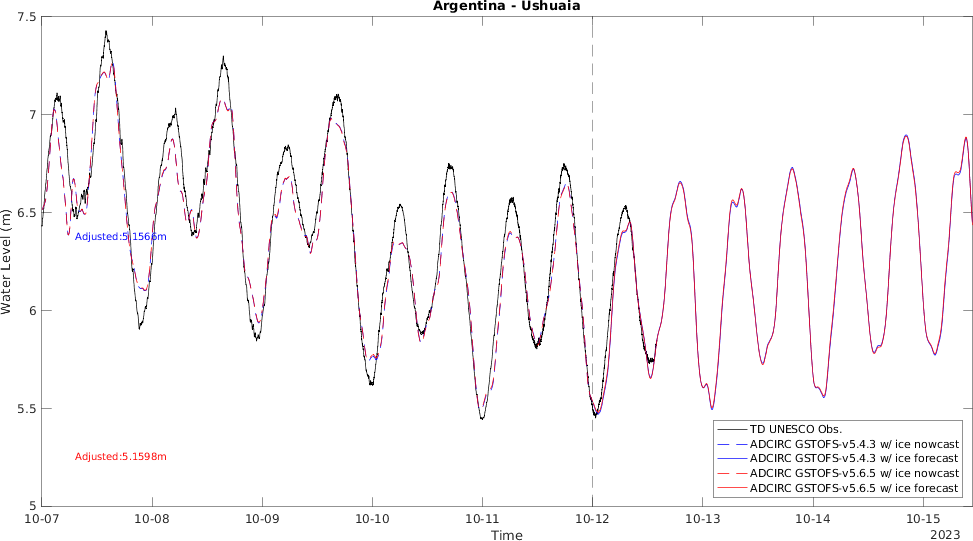 Argentina - Ushuaia
7.5
7
6.5
6
5.5
5
Water Level (m)
Adjusted:5.1566m
Adjusted:5.1598m
TD UNESCO Obs.
ADCIRC GSTOFS-v5.4.3 w/ ice nowcast
ADCIRC GSTOFS-v5.4.3 w/ ice forecast
ADCIRC GSTOFS-v5.6.5 w/ ice nowcast
ADCIRC GSTOFS-v5.6.5 w/ ice forecast
10-07 10-08 10-09 10-10 10-11 10-12 10-13 10-14 10-15
Time
2023